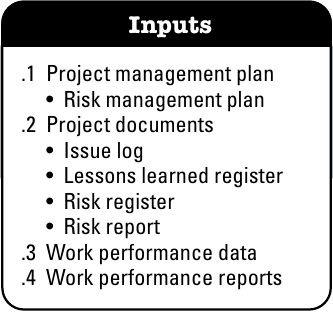 Inputs
.1 Project management plan
• Risk management plan
.2 Project documents
• Issue log
• Lessons learned register
• Risk register
• Risk report
.3 Work performance data
.4 Work performance reports